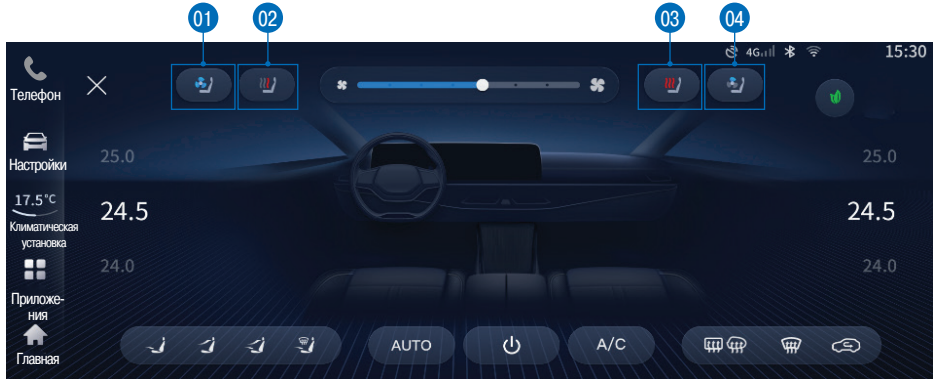 01
02
03
04
4G
15:30
Телефон
Настройки
25.0
25.0
17.5°C
24.5
24.5
Климатическая
установка
24.0
24.0
Приложе-
ния
Главная
AUTO
A/C